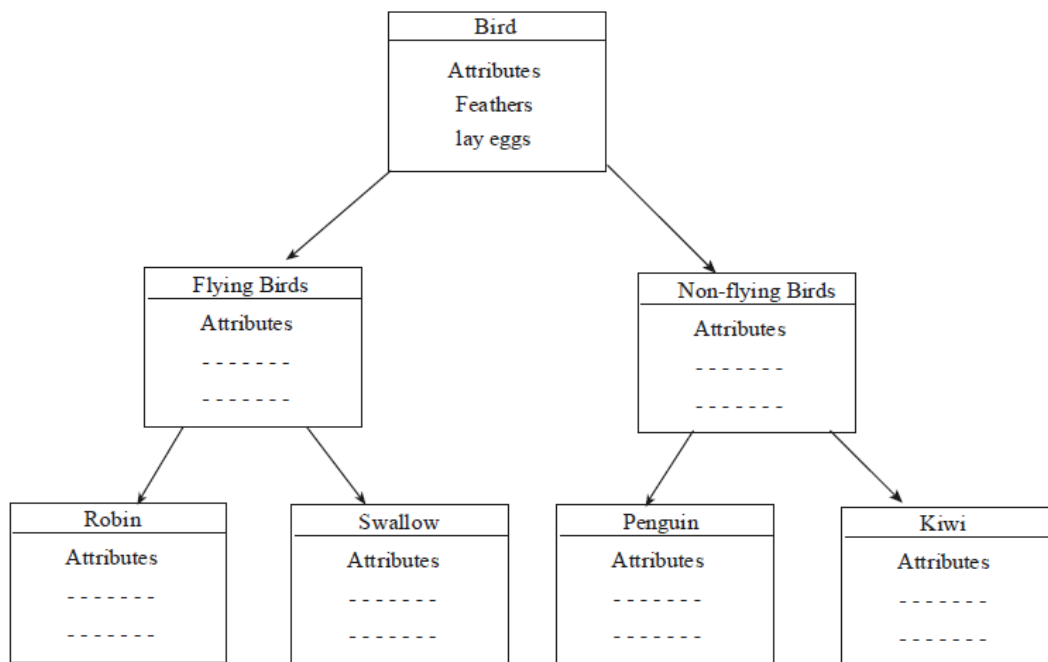 Bird
Attributes
Feathers
lay eggs
Flying Birds
Attributes
- - - - - - -
- - - - - - -
Non-flying Birds
Attributes
- - - - - - -
- - - - - - -
Robin
Attributes
- - - - - - -
- - - - - - -
Swallow
Attributes
- - - - - - -
- - - - - - -
Penguin
Attributes
- - - - - - -
- - - - - - -
Kiwi
Attributes
- - - - - - -
- - - - - - -